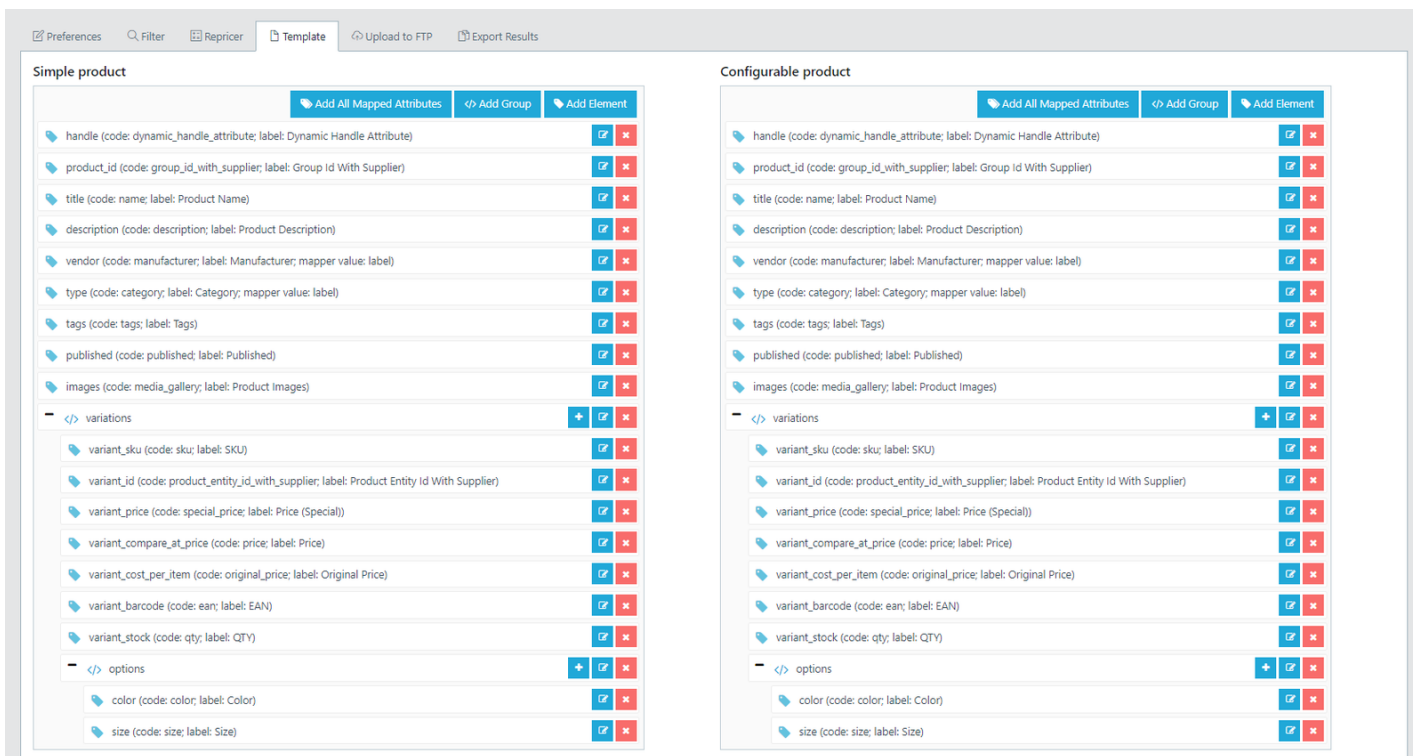 Preferences
Filter
Repricer
Template
Upload to FTP
Export Results
Simple product
Add All Mapped Attributes
Add Group
Add Element
handle (code: dynamic_handle_attribute; label: Dynamic Handle Attribute)
product_id (code: group_id_with_supplier; label: Group Id With Supplier)
title (code: name; label: Product Name)
description (code: description; label: Product Description)
vendor (code: manufacturer; label: Manufacturer; mapper value: label)
type (code: category; label: Category; mapper value: label)
tags (code: tags; label: Tags)
published (code: published; label: Published)
images (code: media_gallery; label: Product Images)
variations
variant_sku (code: sku; label: SKU)
variant_id (code: product_entity_id_with_supplier; label: Product Entity Id With Supplier)
variant_price (code: special_price; label: Price (Special))
variant_compare_at_price (code: price; label: Price)
variant_cost_per_item (code: original_price; label: Original Price)
variant_barcode (code: ean; label: EAN)
variant_stock (code: qty; label: QTY)
options
color (code: color; label: Color)
size (code: size; label: Size)
Configurable product
Add All Mapped Attributes
Add Group
Add Element
handle (code: dynamic_handle_attribute; label: Dynamic Handle Attribute)
product_id (code: group_id_with_supplier; label: Group Id With Supplier)
title (code: name; label: Product Name)
description (code: description; label: Product Description)
vendor (code: manufacturer; label: Manufacturer; mapper value: label)
type (code: category; label: Category; mapper value: label)
tags (code: tags; label: Tags)
published (code: published; label: Published)
images (code: media_gallery; label: Product Images)
variations
variant_sku (code: sku; label: SKU)
variant_id (code: product_entity_id_with_supplier; label: Product Entity Id With Supplier)
variant_price (code: special_price; label: Price (Special))
variant_compare_at_price (code: price; label: Price)
variant_cost_per_item (code: original_price; label: Original Price)
variant_barcode (code: ean; label: EAN)
variant_stock (code: qty; label: QTY)
options
color (code: color; label: Color)
size (code: size; label: Size)